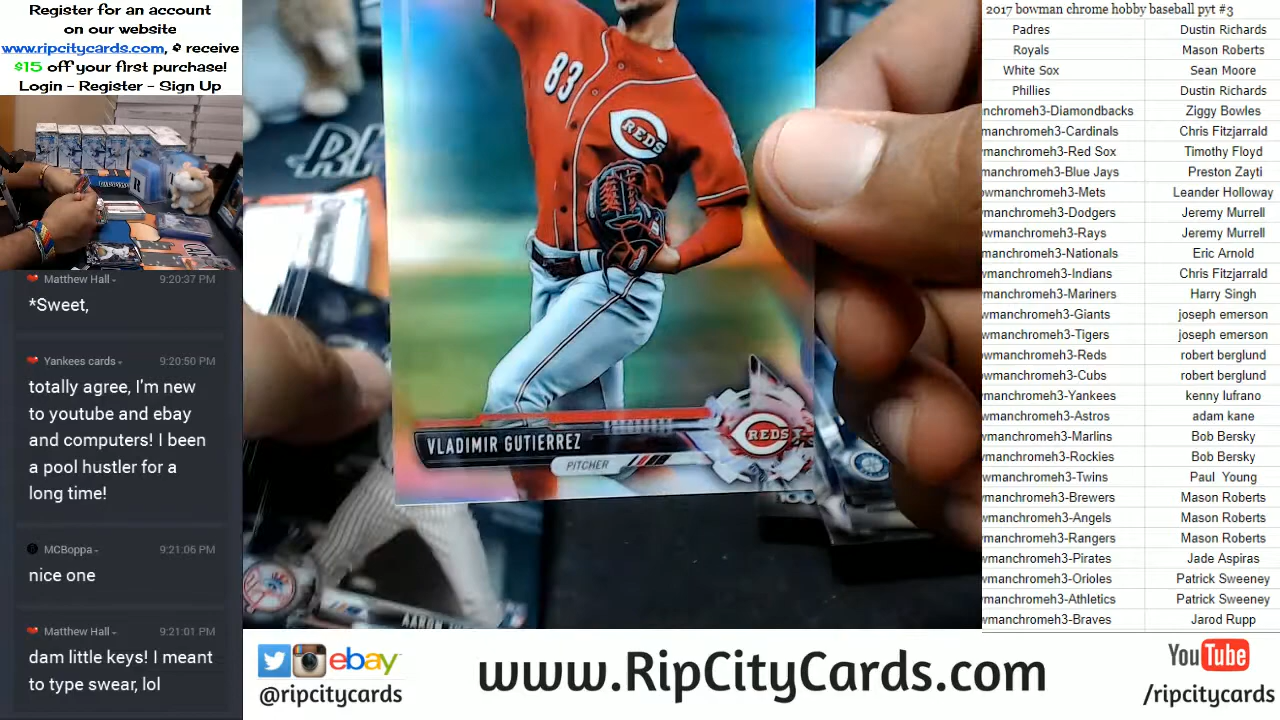 Register for an account
on our website
www.ripcitycards.com, & receive
$15 off your first purchase!
Login - Register - Sign Up
Matthew Hall
9:20:37 PM
*Sweet,
Yankees cards
9:20:50 PM
totally agree, I'm new
to youtube and ebay
and computers! I been
a pool hustler for a
long time!
MCBoppa
9:21:06 PM
nice one
Matthew Hall
9:21:01 PM
dam little keys! I meant
to type swear, lol
83
REDS
REDS
VLADIMIR GUTIERREZ
PITCHER
AARON
2017 bowman chrome hobby baseball pyt #3
Padres Dustin Richards
Royals Mason Roberts
White Sox Sean Moore
Phillies Dustin Richards
nchromeh3-Diamondbacks Ziggy Bowles
manchromeh3-Cardinals Chris Fitzjarrald
manchromeh3-Red Sox Timothy Floyd
manchromeh3-Blue Jays Preston Zayti
owmanchromeh3-Mets Leander Holloway
wmanchromeh3-Dodgers Jeremy Murrell
owmanchromeh3-Rays Jeremy Murrell
manchromeh3-Nationals Eric Arnold
wmanchromeh3-Indians Chris Fitzjarrald
manchromeh3-Mariners Harry Singh
wmanchromeh3-Giants joseph emerson
wmanchromeh3-Tigers joseph emerson
owmanchromeh3-Reds robert berglund
owmanchromeh3-Cubs robert berglund
manchromeh3-Yankees kenny lufrano
wmanchromeh3-Astros adam kane
wmanchromeh3-Marlins Bob Bersky
manchromeh3-Rockies Bob Bersky
wmanchromeh3-Twins Paul Young
manchromeh3-Brewers Mason Roberts
wmanchromeh3-Angels Mason Roberts
manchromeh3-Rangers Mason Roberts
wmanchromeh3-Pirates Jade Aspiras
wmanchromeh3-Orioles Patrick Sweeney
manchromeh3-Athletics Patrick Sweeney
wmanchromeh3-Braves Jarod Rupp
ebay
@ripcitycards
www.RipCityCards.com
YouTube
/ripcitycards